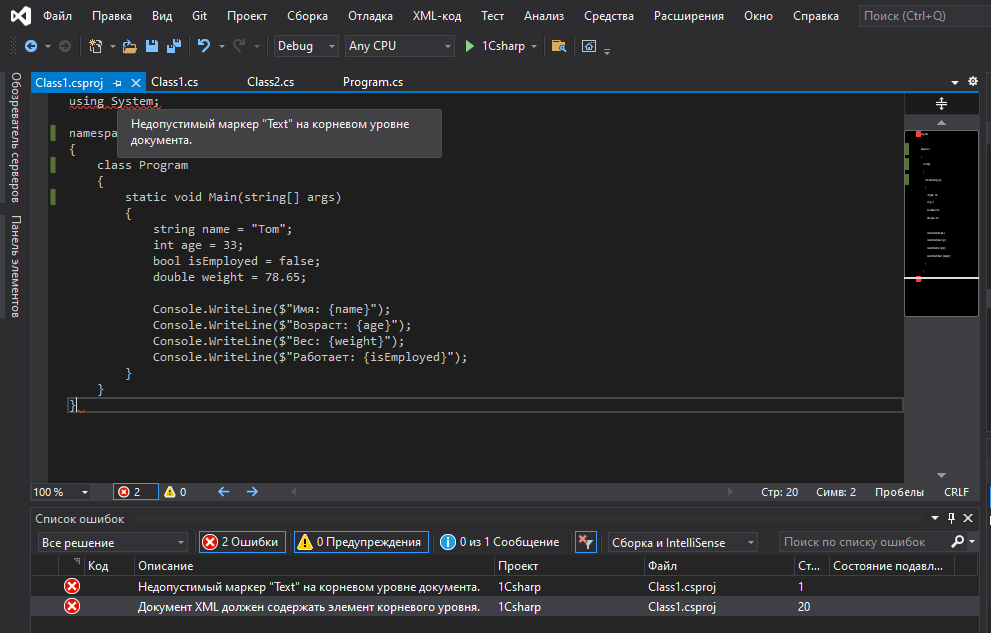 Файл Правка Вид Git Проект Сборка Отладка XML-код Тест Анализ Средства Расширения Окно Справка Поиск (Ctrl+Q)
Debug Any CPU 1Csharp
Class1.csproj Class1.cs Class2.cs Program.cs
Обозреватель серверов
Панель элементов
using System;
Недопустимый маркер "Text" на корневом уровне
документа.
namespa
{
class Program
{
static void Main(string[] args)
{
string name = "Tom";
int age = 33;
bool isEmployed = false;
double weight = 78.65;
Console.WriteLine($"Имя: {name}");
Console.WriteLine($"Возраст: {age}");
Console.WriteLine($"Вес: {weight}");
Console.WriteLine($"Работает: {isEmployed}");
}
}
}
100 % 2 0 Стр: 20 Симв: 2 Пробелы CRLF
Список ошибок
Все решение 2 Ошибки 0 Предупреждения 0 из 1 Сообщение Сборка и IntelliSense Поиск по списку ошибок
Код Описание Проект Файл Ст... Состояние подавл...
Недопустимый маркер "Text" на корневом уровне документа. 1Csharp Class1.csproj 1
Документ XML должен содержать элемент корневого уровня. 1Csharp Class1.csproj 20